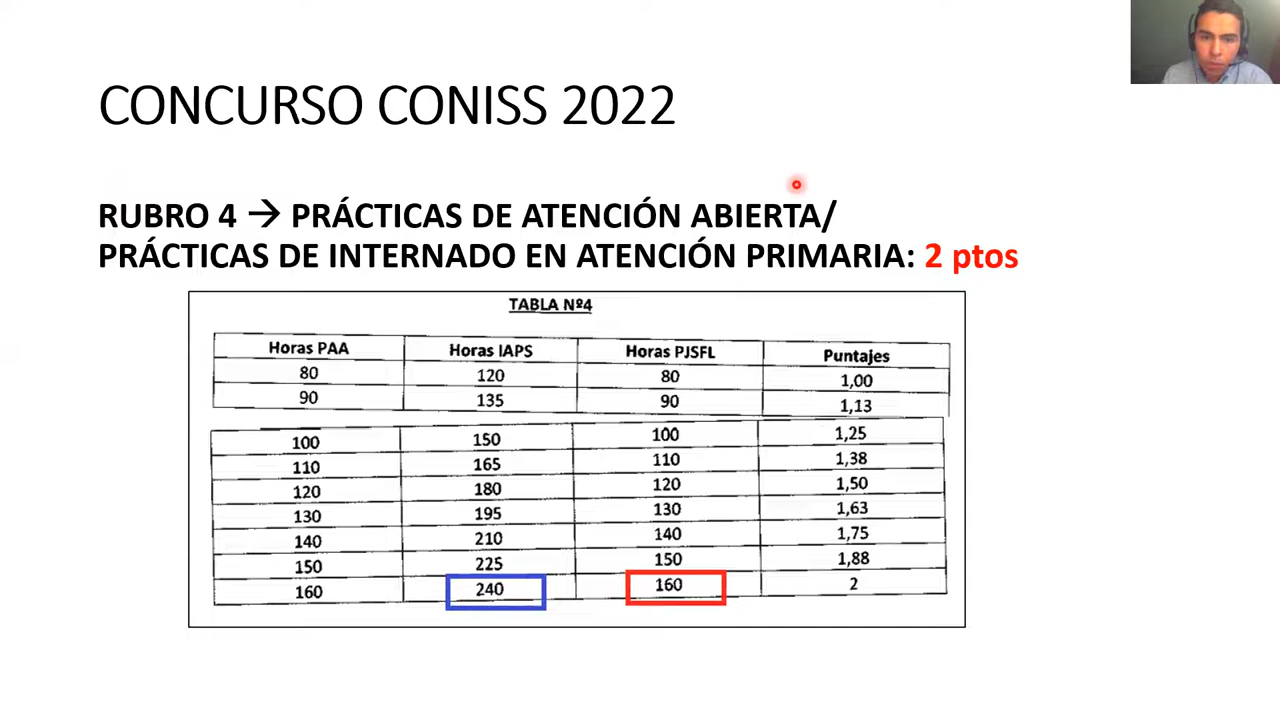 CONCURSO CONISS 2022
RUBRO 4 → PRÁCTICAS DE ATENCIÓN ABIERTA/
PRÁCTICAS DE INTERNADO EN ATENCIÓN PRIMARIA: 2 ptos
TABLA Nº4
Horas PAA Horas IAPS Horas PJSFL Puntajes
80 120 80 1,00
90 135 90 1,13
100 150 100 1,25
110 165 110 1,38
120 180 120 1,50
130 195 130 1,63
140 210 140 1,75
150 225 150 1,88
160 240 160 2